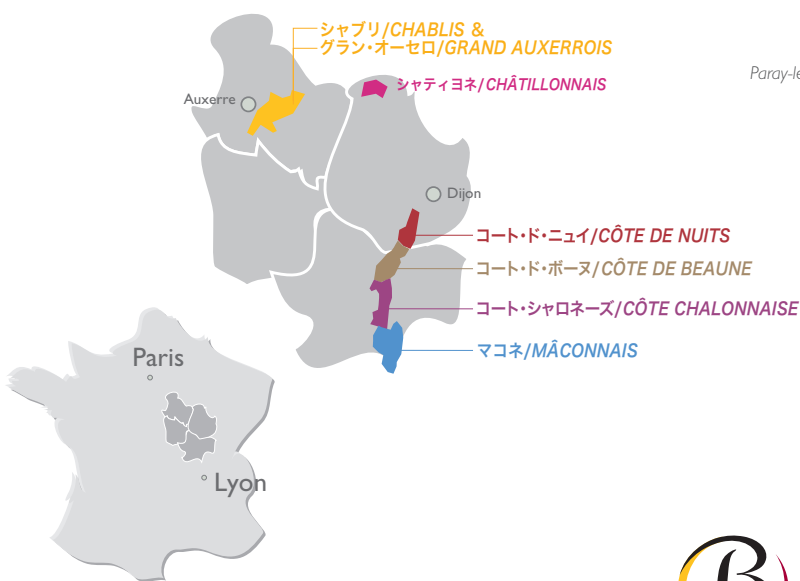 シャブリ/CHABLIS &
グラン・オーセロ/GRAND AUXERROIS
Paray-le
シャティヨネ/CHÂTILLONNAIS
Auxerre
Dijon
コート・ド・ニュイ/CÔTE DE NUITS
コート・ド・ボーヌ/CÔTE DE BEAUNE
コート・シャロネーズ/CÔTE CHALONNAISE
マコネ/MÂCONNAIS
Paris
Lyon
B